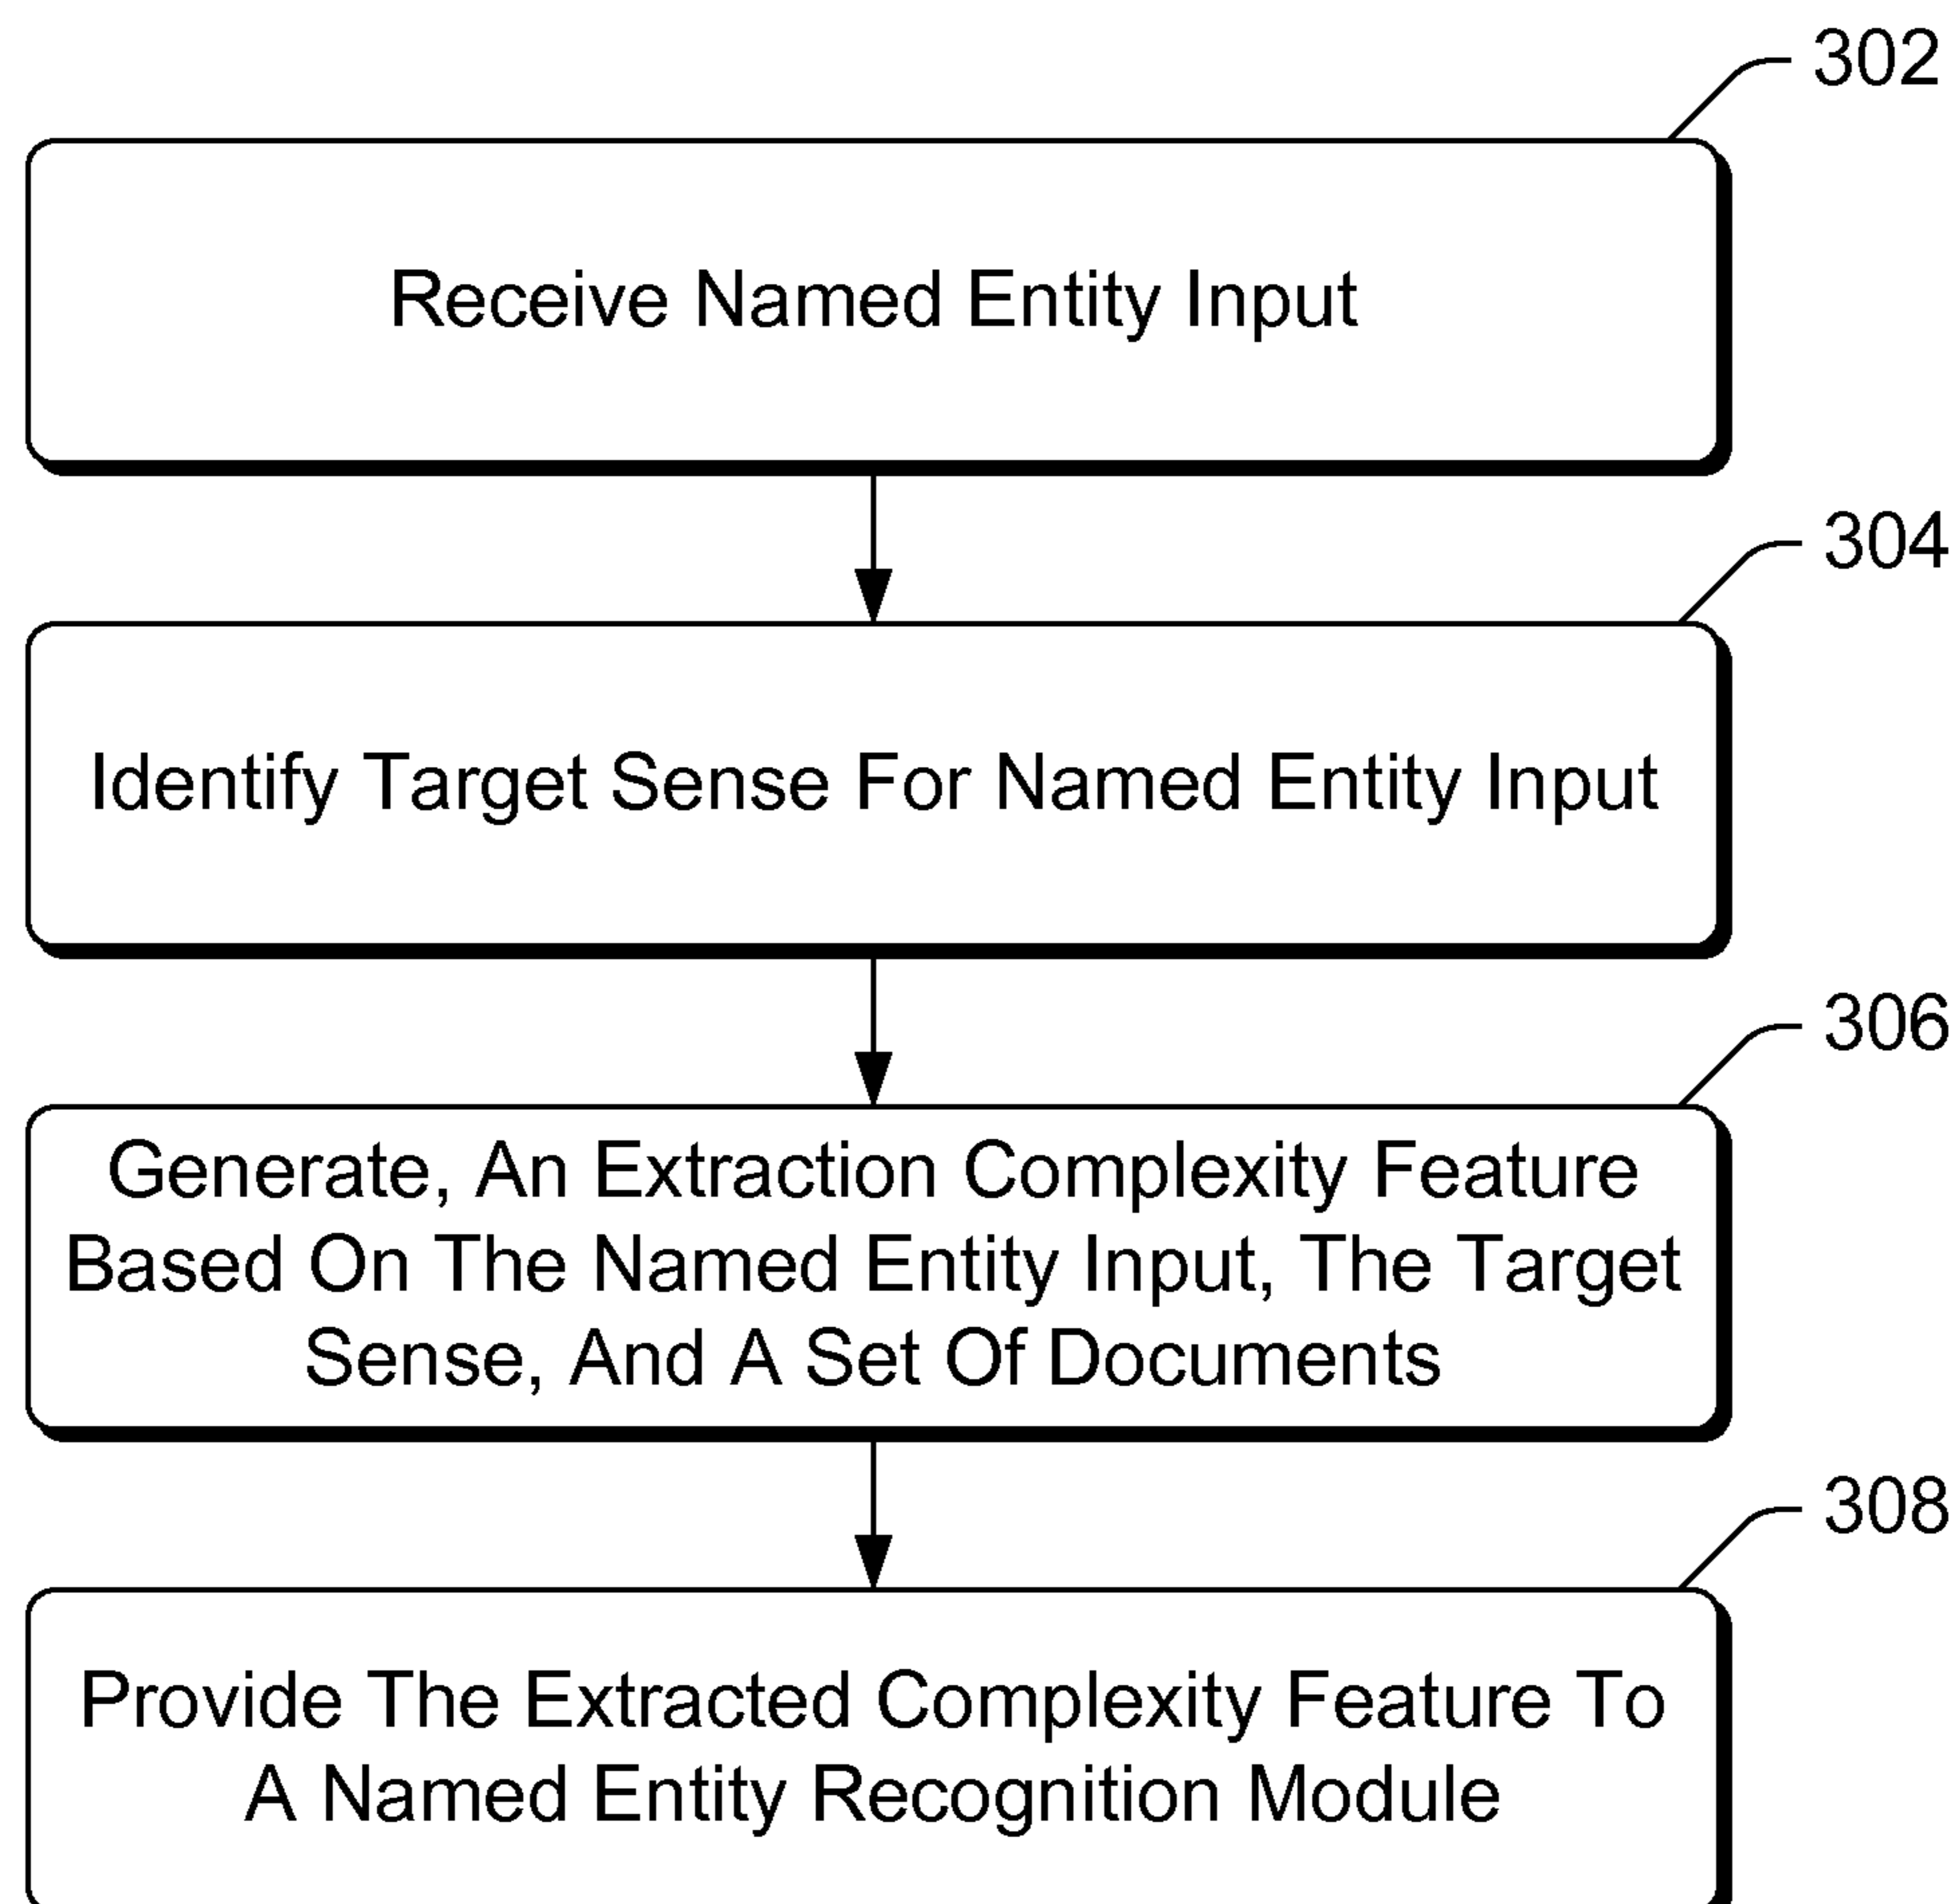 302
Receive Named Entity Input
304
Identify Target Sense For Named Entity Input
306
Generate, An Extraction Complexity Feature
Based On The Named Entity Input, The Target
Sense, And A Set Of Documents
308
Provide The Extracted Complexity Feature To
A Named Entity Recognition Module